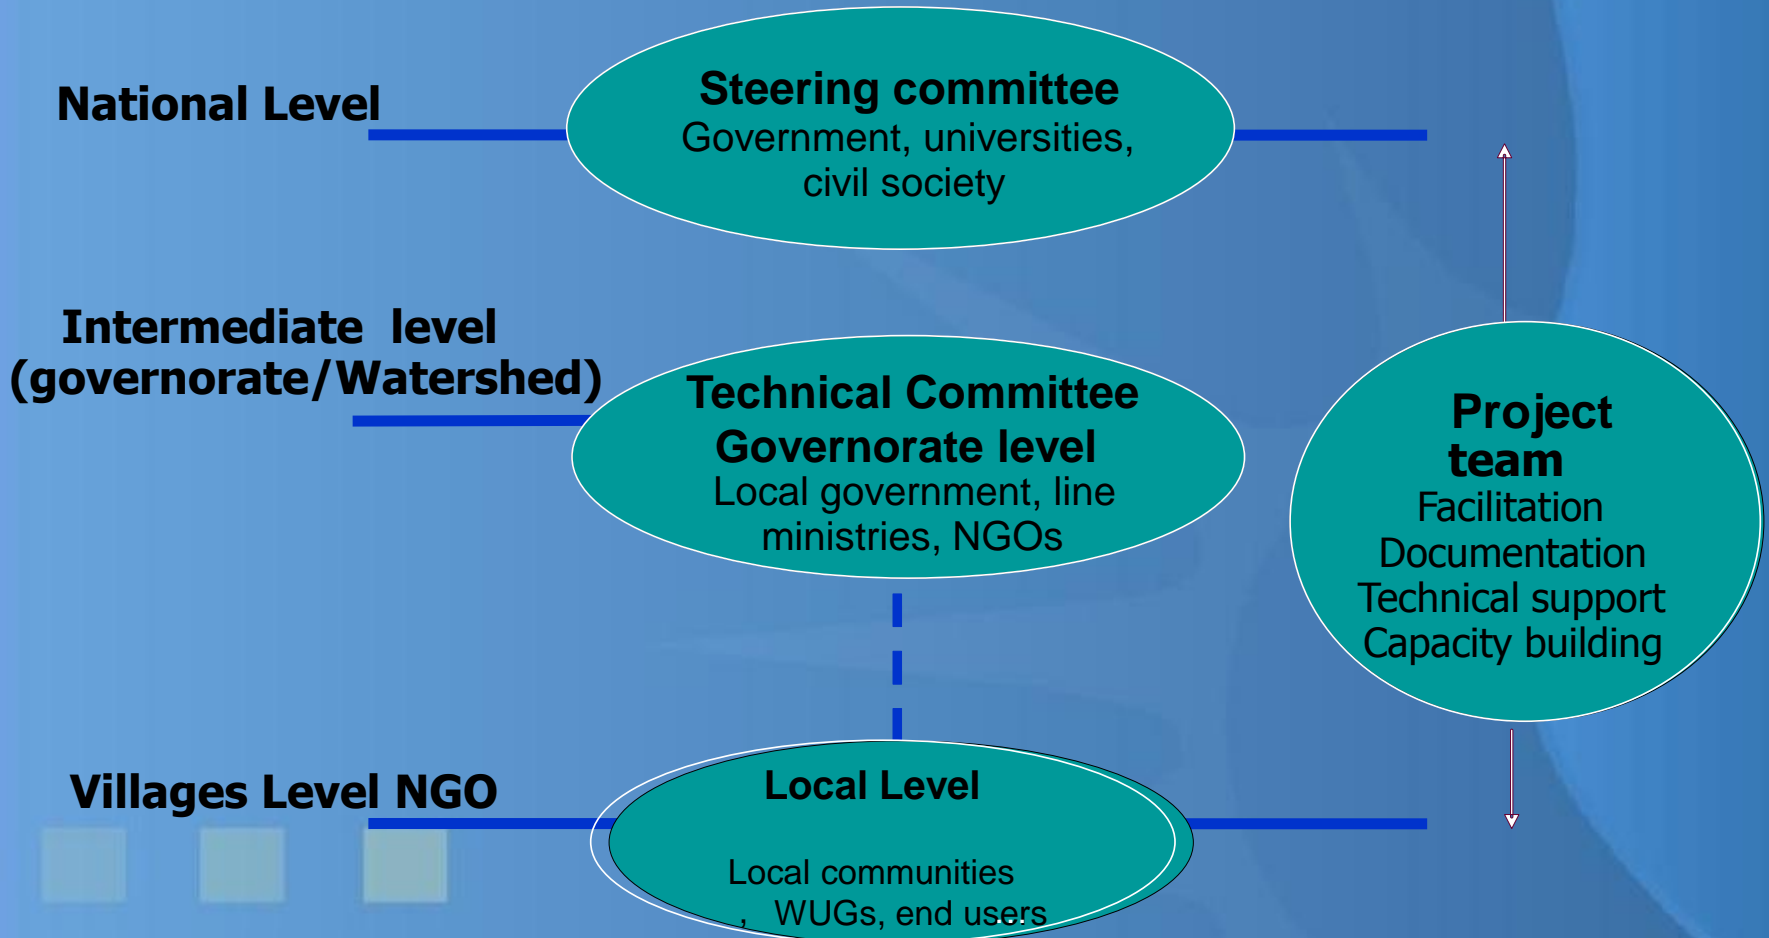 National Level
Steering committee
Government, universities,
civil society
Intermediate level
(governorate/Watershed)
Technical Committee
Governorate level
Local government, line
ministries, NGOs
Project
team
Facilitation
Documentation
Technical support
Capacity building
Villages Level NGO
Local Level
Local communities
, WUGs, end users
...